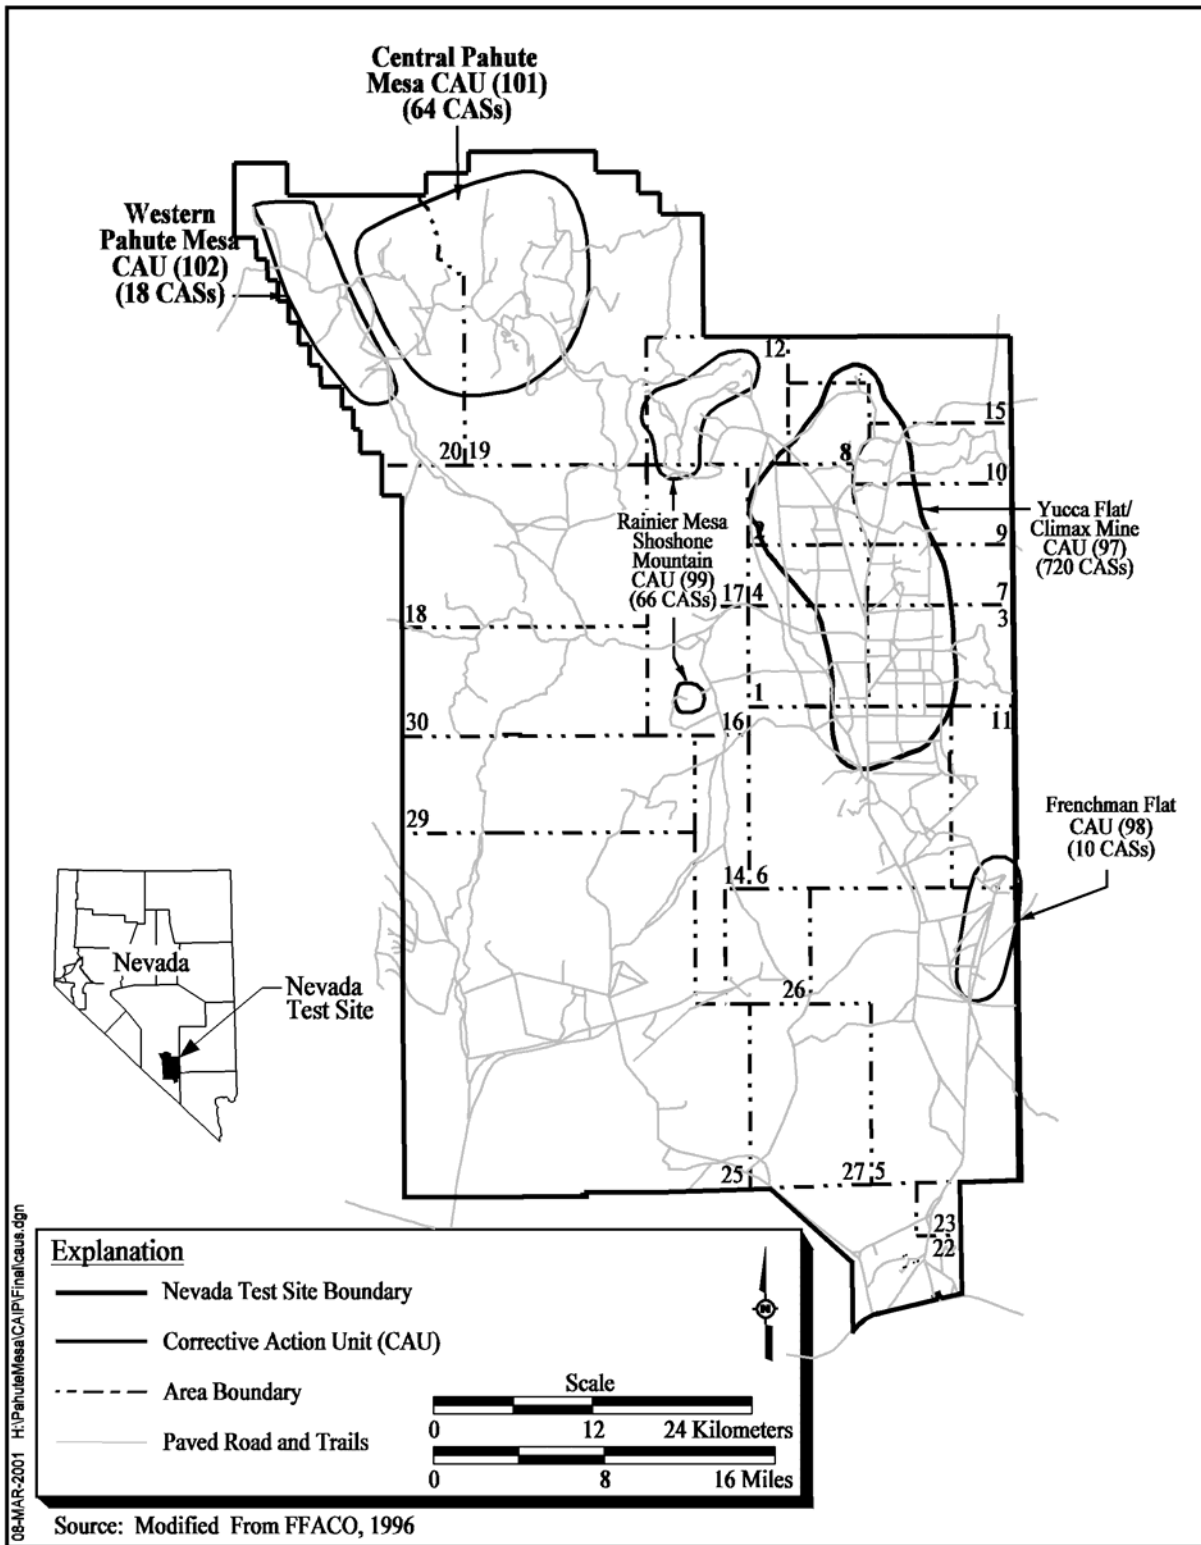 Central Pahute
Mesa CAU (101)
(64 CASs)
Western
Pahute Mesa
CAU (102)
(18 CASs)
12
15
20 19
8
10
Rainier Mesa
Shoshone
Mountain
CAU (99)
(66 CASs)
2
9
Yucca Flat/
Climax Mine
CAU (97)
(720 CASs)
17 4
7
3
18
1
30
16
11
29
Frenchman Flat
CAU (98)
(10 CASs)
14 6
Nevada
Nevada
Test Site
26
25
27 5
23
22
Explanation
Nevada Test Site Boundary
Corrective Action Unit (CAU)
Area Boundary
Paved Road and Trails
N
Scale
0 12 24 Kilometers
0 8 16 Miles
Source: Modified From FFACO, 1996
08-MAR-2001 H:\PahuteMesa\CAIP\Final\caus.dgn